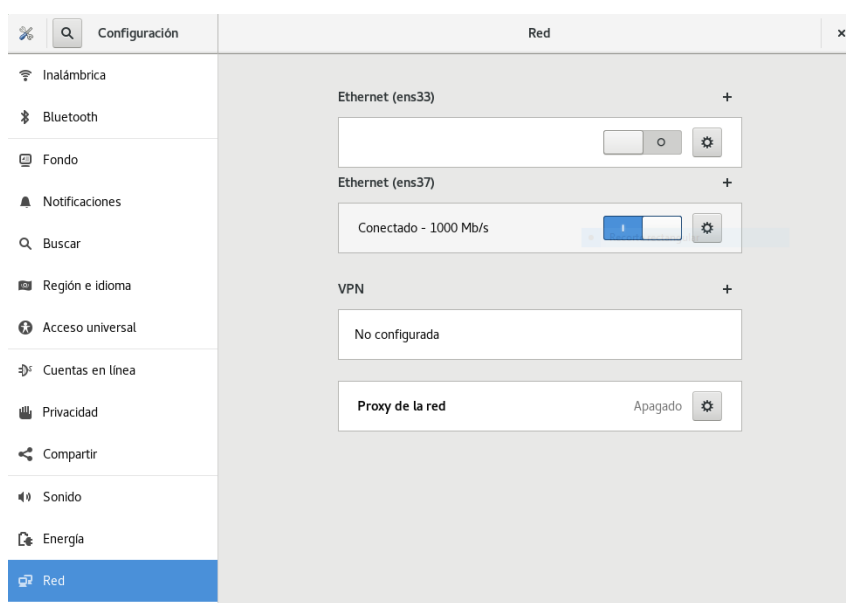 Configuración
Red
×
Inalámbrica
Bluetooth
Fondo
Notificaciones
Buscar
Región e idioma
Acceso universal
Cuentas en línea
Privacidad
Compartir
Sonido
Energía
Red
Ethernet (ens33)
+
Ethernet (ens37)
+
Conectado - 1000 Mb/s
VPN
+
No configurada
Proxy de la red
Apagado